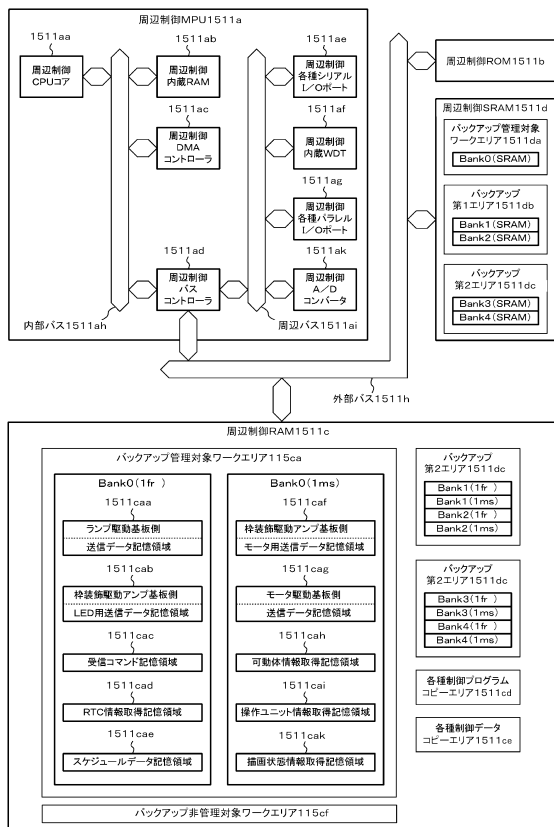 周辺制御MPU1511a
1511aa
周辺制御
CPUコア
1511ab
周辺制御
内蔵RAM
1511ac
周辺制御
DMA
コントローラ
1511ad
周辺制御
バス
コントローラ
1511ae
周辺制御
各種シリアル
I/Oポート
1511af
周辺制御
内蔵WDT
1511ag
周辺制御
各種パラレル
I/Oポート
1511ak
周辺制御
A/D
コンバータ
内部バス1511ah
周辺バス1511ai
周辺制御ROM1511b
周辺制御SRAM1511d
バックアップ管理対象
ワークエリア1511da
Bank0(SRAM)
バックアップ
第1エリア1511db
Bank1(SRAM)
Bank2(SRAM)
バックアップ
第2エリア1511dc
Bank3(SRAM)
Bank4(SRAM)
外部バス1511h
周辺制御RAM1511c
バックアップ管理対象ワークエリア115ca
Bank0(1fr )
1511caa
ランプ駆動基板側
送信データ記憶領域
1511cab
枠装飾駆動アンプ基板側
LED用送信データ記憶領域
1511cac
受信コマンド記憶領域
1511cad
RTC情報取得記憶領域
1511cae
スケジュールデータ記憶領域
Bank0(1ms)
1511caf
枠装飾駆動アンプ基板側
モータ用送信データ記憶領域
1511cag
モータ駆動基板側
送信データ記憶領域
1511cah
可動体情報取得記憶領域
1511cai
操作ユニット情報取得記憶領域
1511cak
描画状態情報取得記憶領域
バックアップ
第2エリア1511dc
Bank1(1fr )
Bank1(1ms)
Bank2(1fr )
Bank2(1ms)
バックアップ
第2エリア1511dc
Bank3(1fr )
Bank3(1ms)
Bank4(1fr )
Bank4(1ms)
各種制御プログラム
コピーエリア1511cd
各種制御データ
コピーエリア1511ce
バックアップ非管理対象ワークエリア115cf